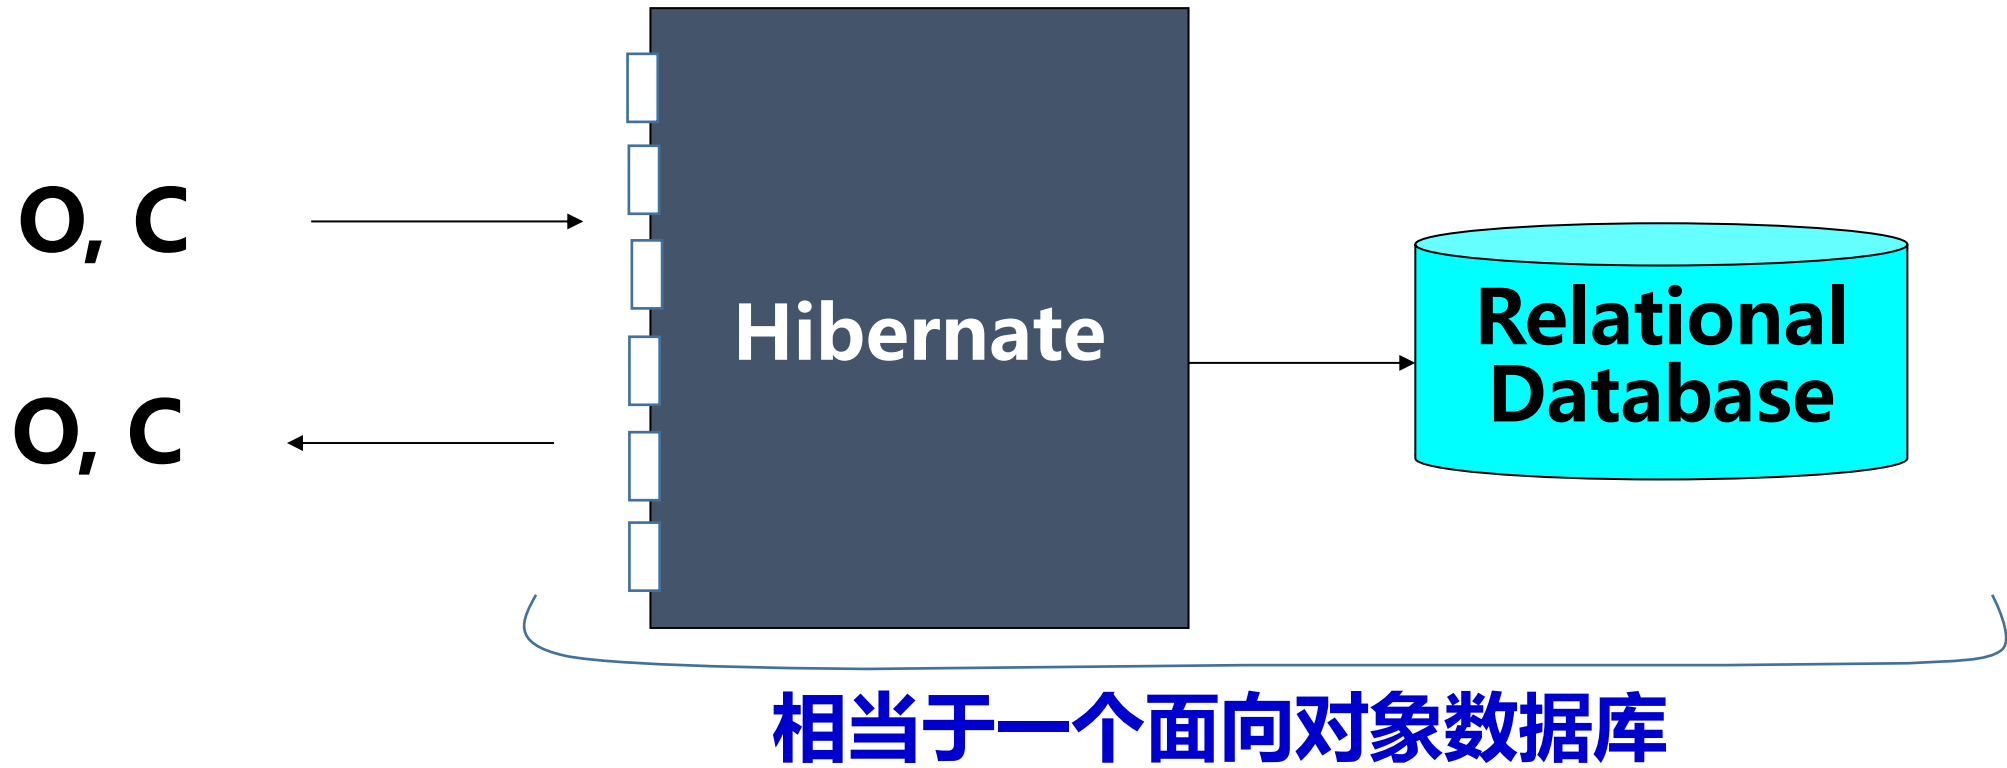 O, C
O, C
Hibernate
Relational
Database
相当于一个面向对象数据库